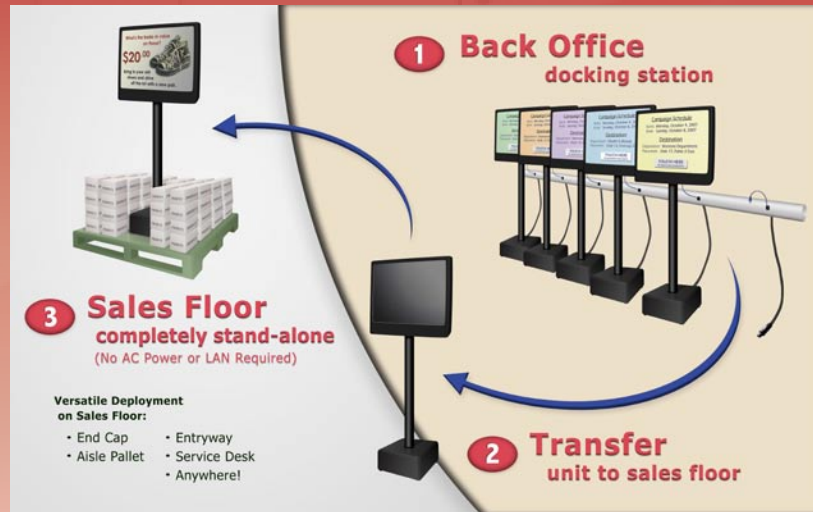 1 Back Office
docking station
Campaign Schedule
Destination
2 Transfer
unit to sales floor
$20.00
3 Sales Floor
completely stand-alone
(No AC Power or LAN Required)
Versatile Deployment
on Sales Floor:
• End Cap
• Aisle Pallet
• Entryway
• Service Desk
• Anywhere!